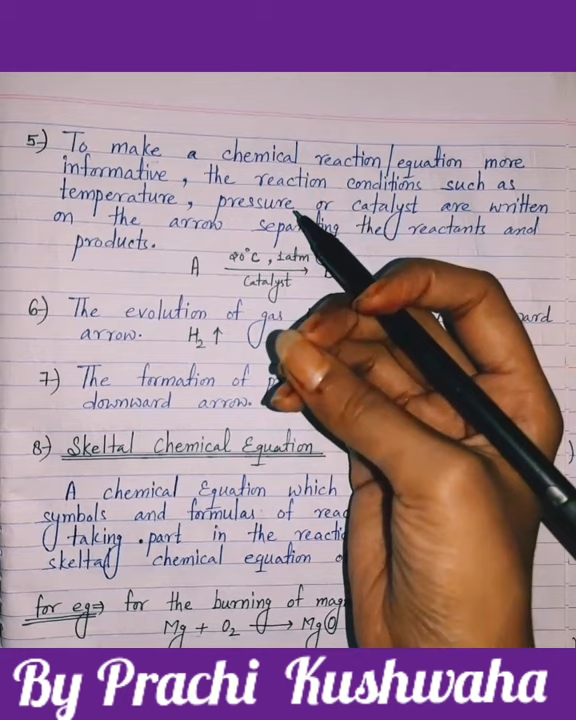 5) To make a chemical reaction/equation more
informative, the reaction conditions such as
temperature, pressure or catalyst are written
on the arrow the reactants and
products.
A 1atm
Catalyst
6) The evolution of gas
arrow. H₂ ↑
7) The formation of
downward arrow.
8) Skeltal Chemical Equation
A chemical Equation which
symbols and formulas of
taking part in the
skeltal chemical equation
for eg ⇒ for the burning of
Mg + O₂ → MgO
By Prachi Kushwaha